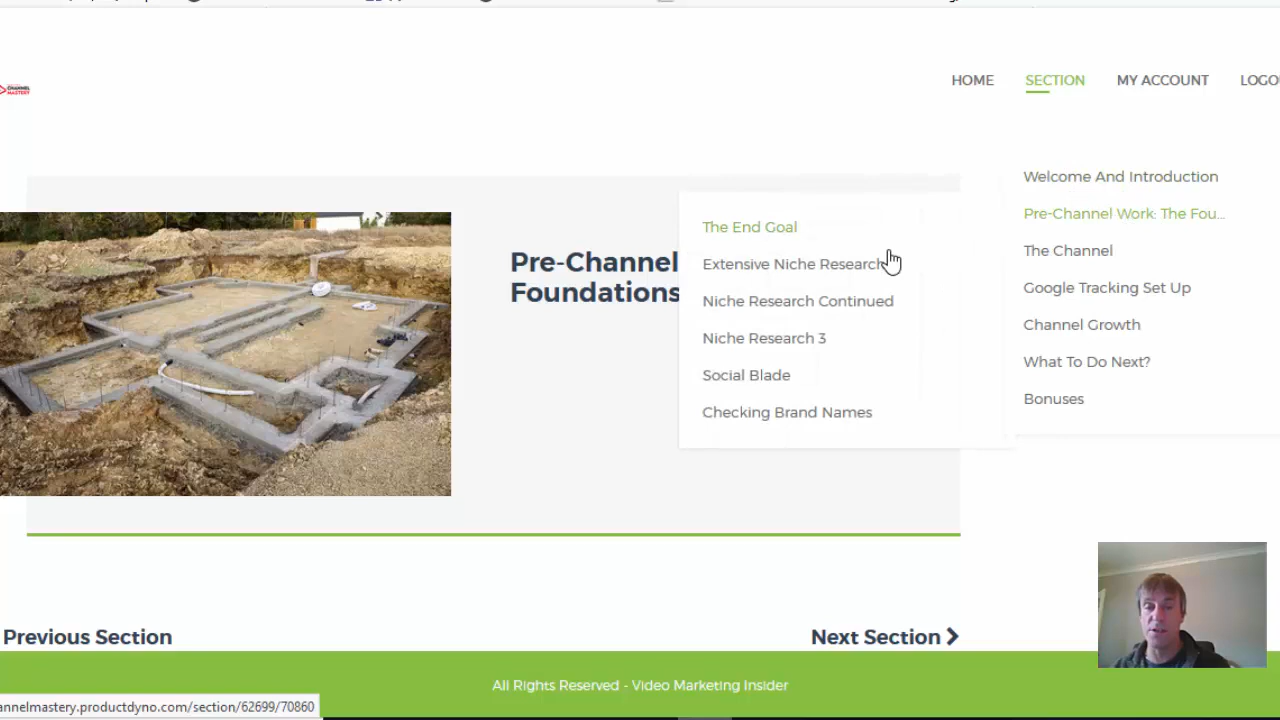 CHANNEL
MASTERY
HOME
SECTION
MY ACCOUNT
LOGO
Welcome And Introduction
Pre-Channel Work: The Fou...
The Channel
Google Tracking Set Up
Channel Growth
What To Do Next?
Bonuses
The End Goal
Extensive Niche Research
Niche Research Continued
Niche Research 3
Social Blade
Checking Brand Names
Pre-Channel
Foundations
Previous Section
Next Section
All Rights Reserved - Video Marketing Insider
annelmastery.productdyno.com/section/62699/70860